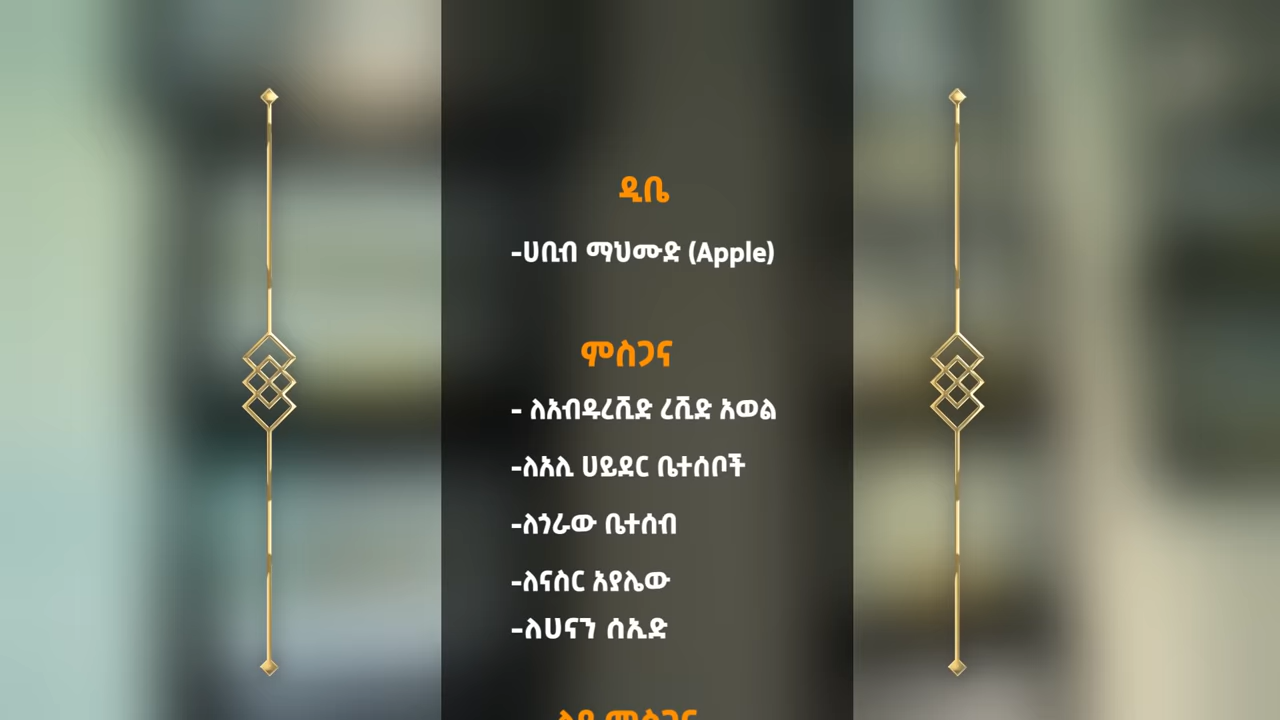 ዲቤ
-ሀቢብ ማህሙድ (Apple)
ምስጋና
- ለአብዱረሺድ ረሺድ አወል
-ለአሊ ሀይደር ቤተሰቦች
-ለጎራው ቤተሰብ
-ለናስር አያሌው
-ለሀናን ሰኢድ